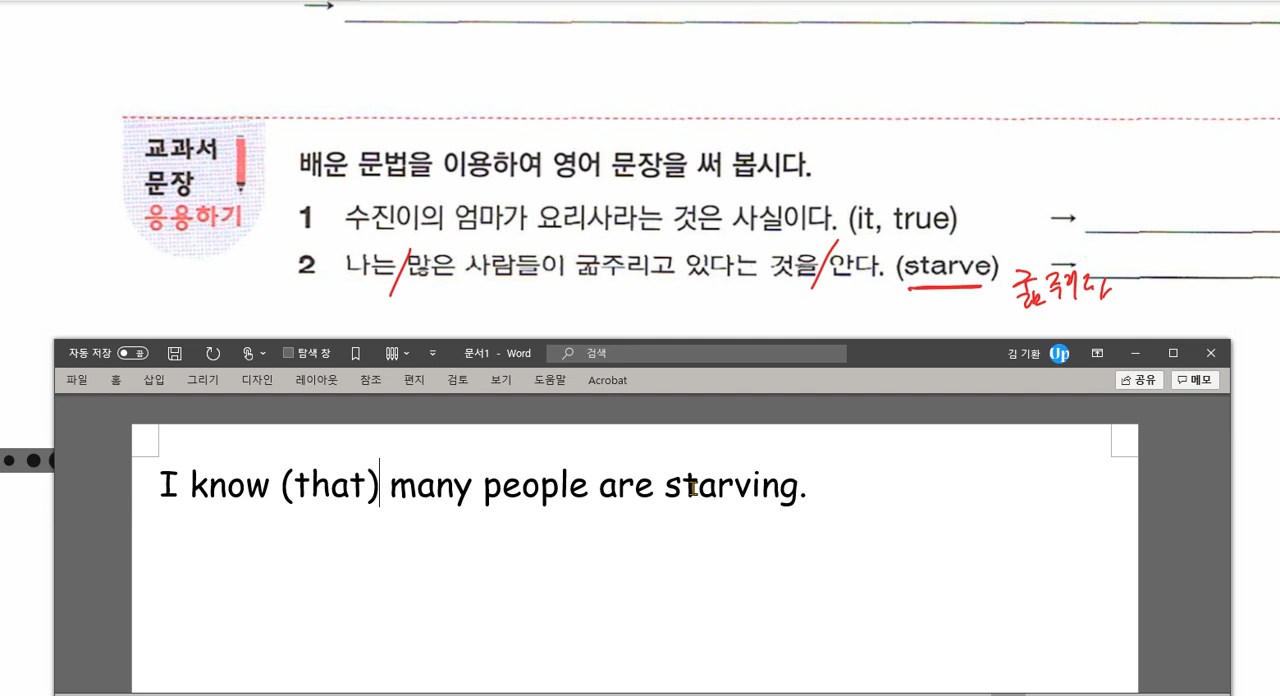 →
교과서
문장
응용하기
배운 문법을 이용하여 영어 문장을 써 봅시다.
1 수진이의 엄마가 요리사라는 것은 사실이다. (it, true) →
2 나는/많은 사람들이 굶주리고 있다는 것을/안다. (starve) →
굶주리다
자동 저장 끔 탐색 창 문서1 - Word 검색 김 기환 Up
파일 홈 삽입 그리기 디자인 레이아웃 참조 편지 검토 보기 도움말 Acrobat 공유 메모
I know (that) many people are starving.